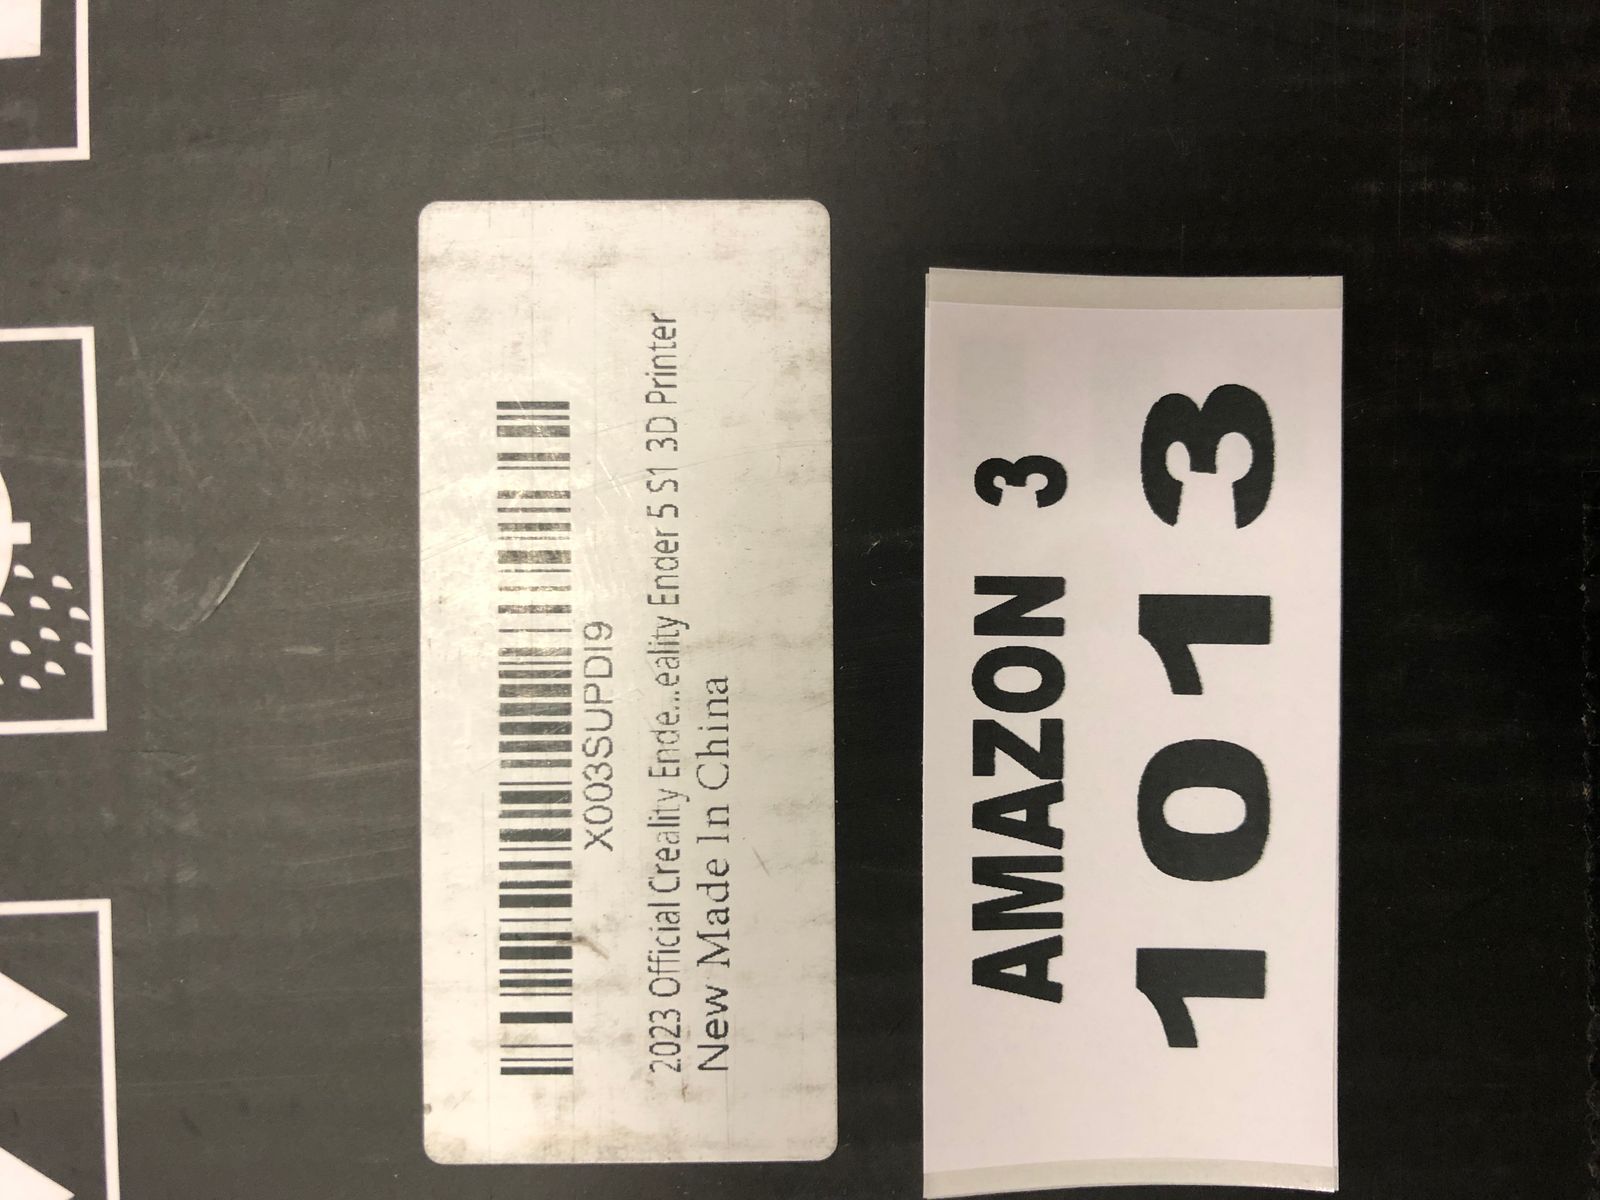 X003SUPDI9
2023 Official Creality Ende...eality Ender 5 S1 3D Printer
New Made In China
AMAZON 3
1013